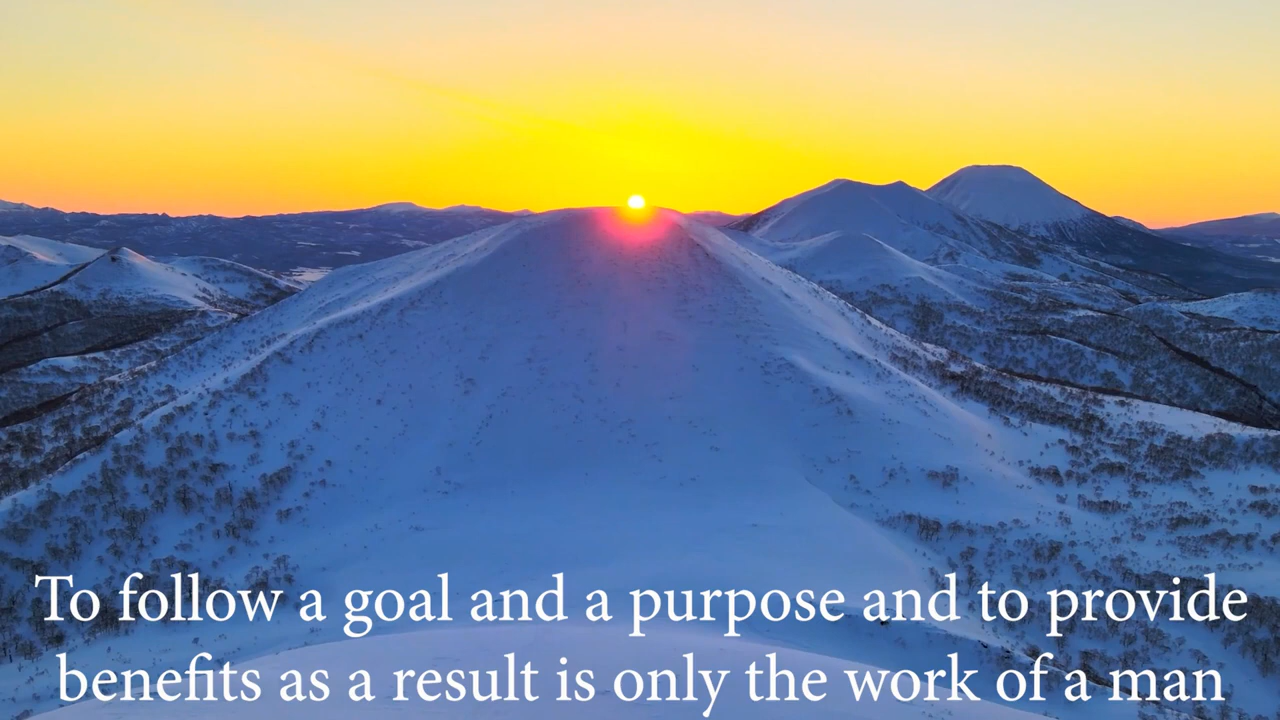 To follow a goal and a purpose and to provide
benefits as a result is only the work of a man